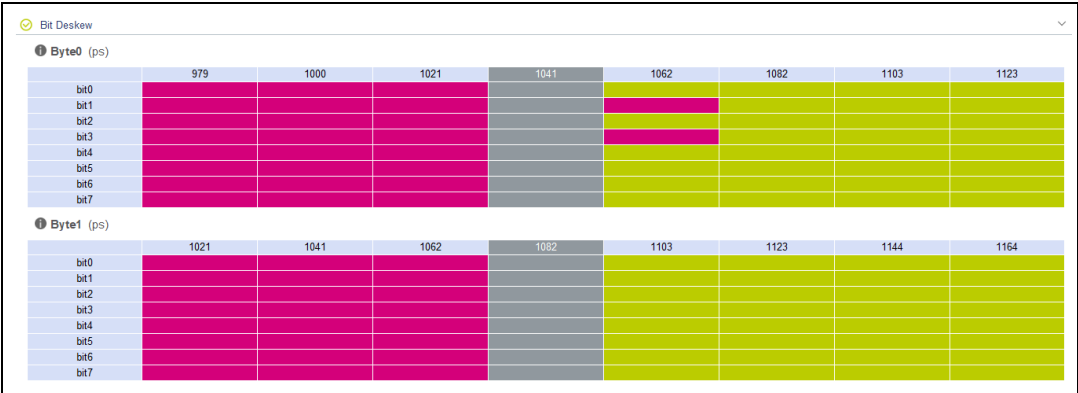 Bit Deskew
Byte0 (ps)
979 1000 1021 1041 1062 1082 1103 1123
bit0
bit1
bit2
bit3
bit4
bit5
bit6
bit7
Byte1 (ps)
1021 1041 1062 1082 1103 1123 1144 1164
bit0
bit1
bit2
bit3
bit4
bit5
bit6
bit7